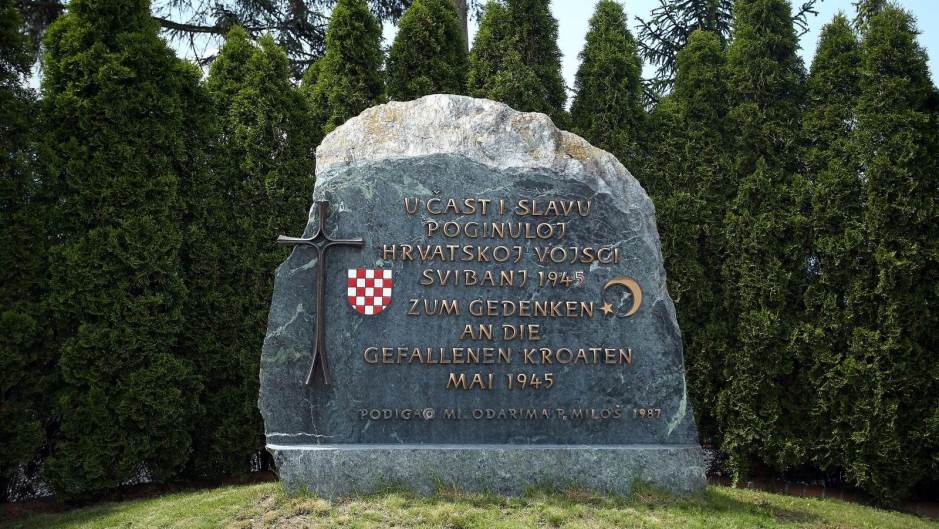 U ČAST I SLAVU
POGINULOJ
HRVATSKOJ VOJSCI
SVIBANJ 1945
ZUM GEDENKEN
AN DIE
GEFALLENEN KROATEN
MAI 1945
PODIGAO MI. ODARIMA P. MILOŠ 1987